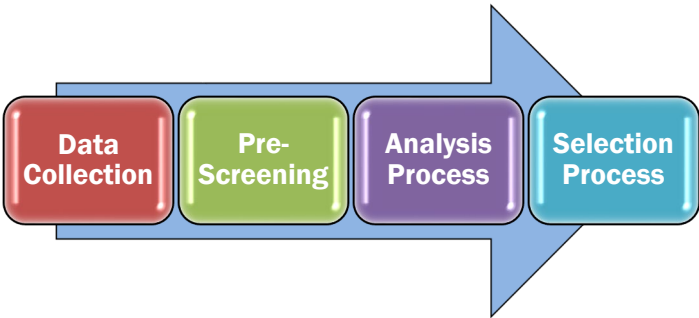 Data
Collection
Pre-
Screening
Analysis
Process
Selection
Process